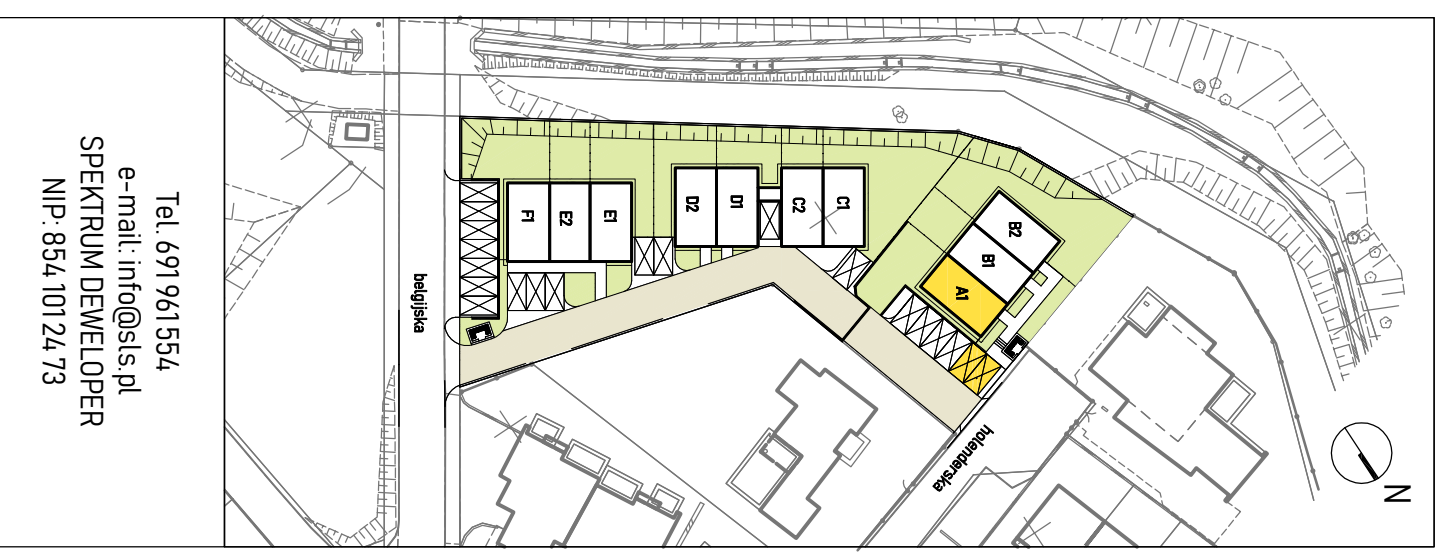 Tel. 691 961 554
e-mail: info@sls.pl
SPEKTRUM DEWELOPER
NIP: 854 101 24 73
belgijska
F1
E2
E1
D2
D1
C2
C1
B2
B1
A1
holenderska
N